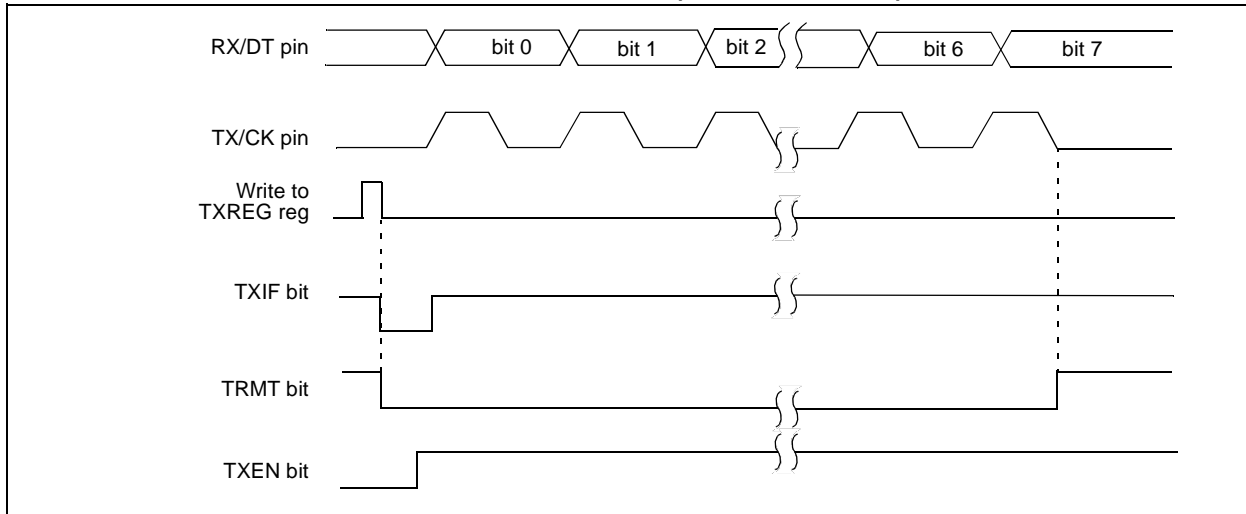 RX/DT pin
bit 0
bit 1
bit 2
bit 6
bit 7
TX/CK pin
Write to
TXREG reg
TXIF bit
TRMT bit
TXEN bit